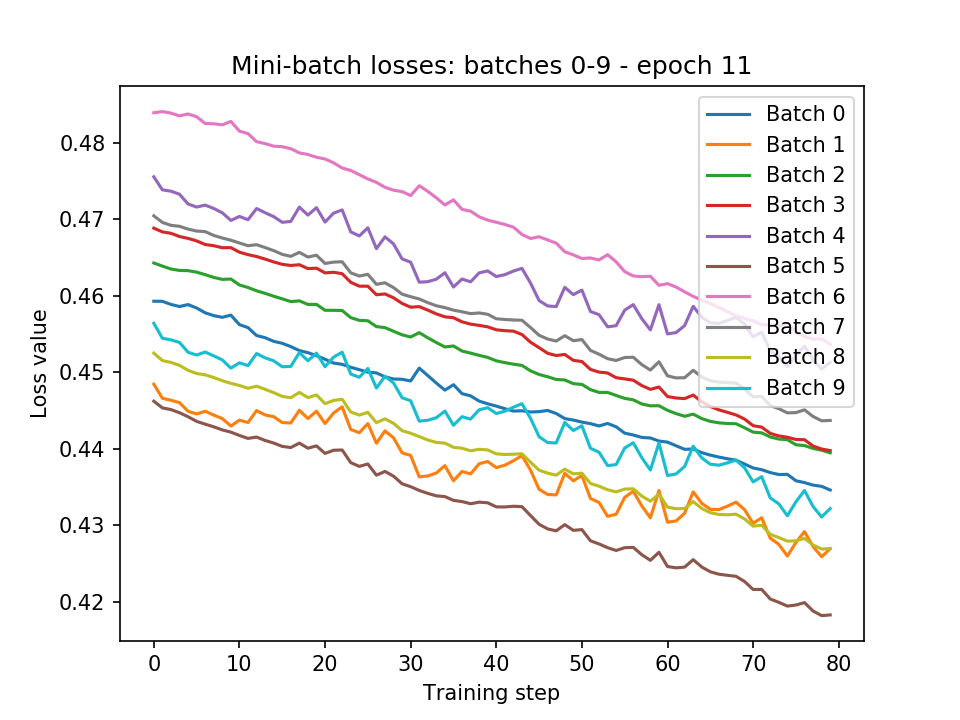 Mini-batch losses: batches 0-9 - epoch 11
Loss value
0.48
0.47
0.46
0.45
0.44
0.43
0.42
Batch 0
Batch 1
Batch 2
Batch 3
Batch 4
Batch 5
Batch 6
Batch 7
Batch 8
Batch 9
0 10 20 30 40 50 60 70 80
Training step